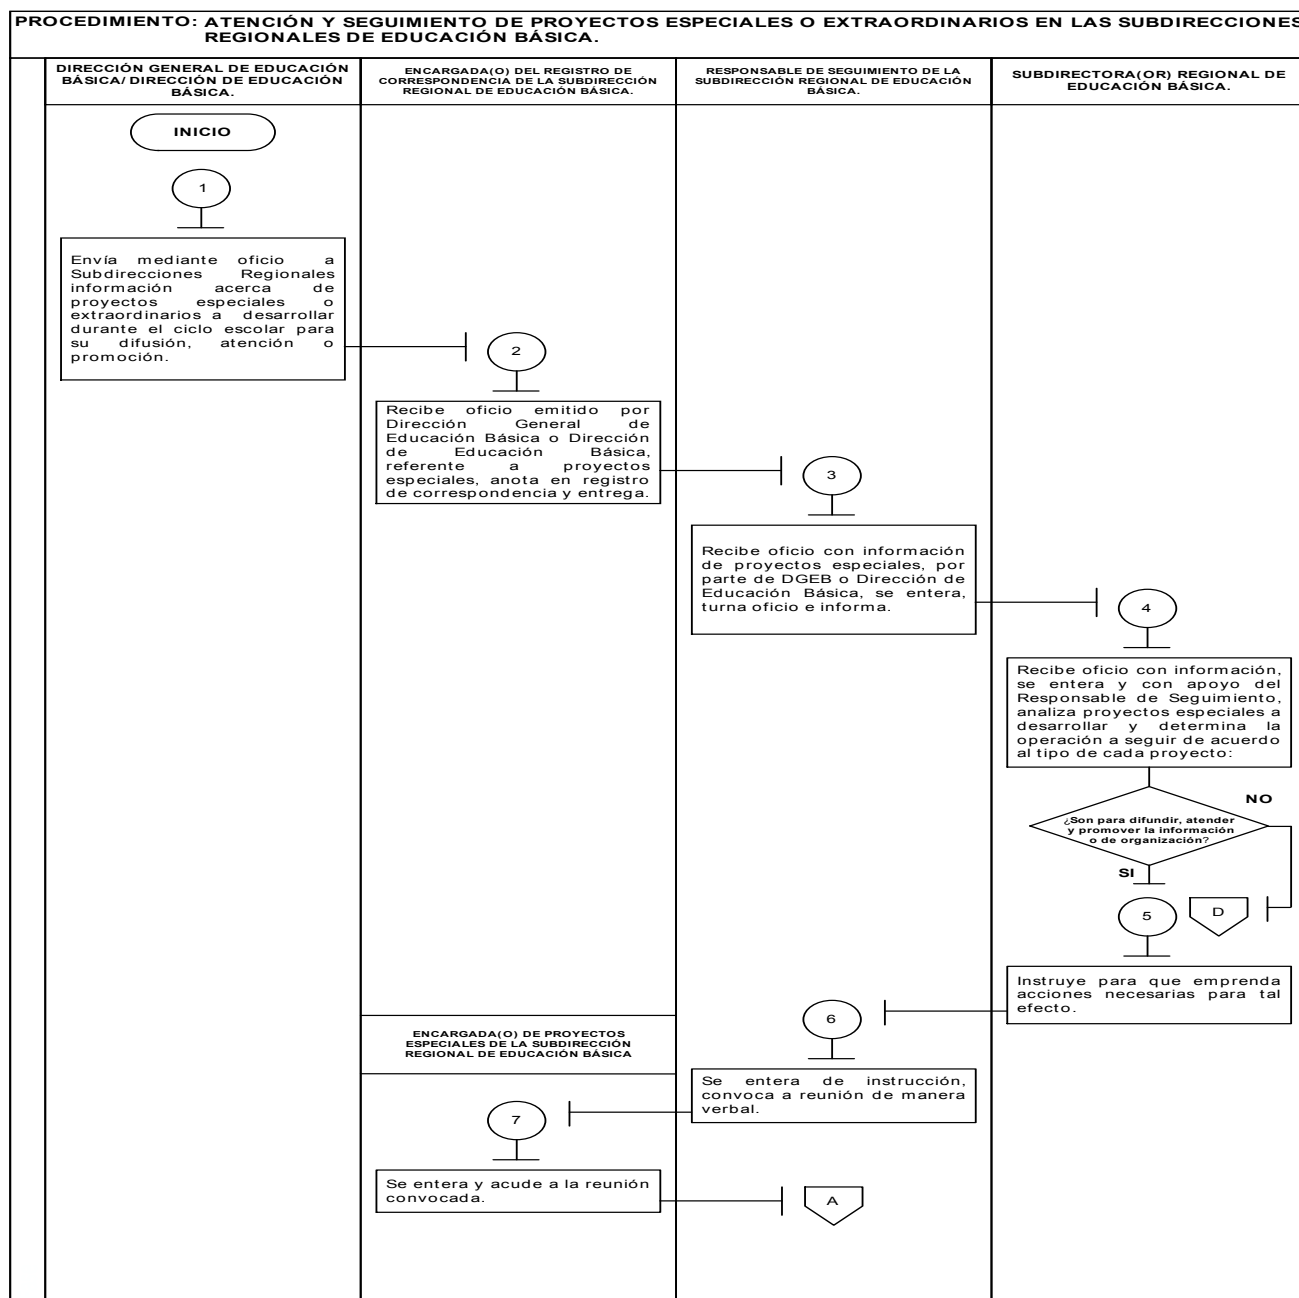 PROCEDIMIENTO: ATENCIÓN Y SEGUIMIENTO DE PROYECTOS ESPECIALES O EXTRAORDINARIOS EN LAS SUBDIRECCIONES
REGIONALES DE EDUCACIÓN BÁSICA.
DIRECCIÓN GENERAL DE EDUCACIÓN
BÁSICA/ DIRECCIÓN DE EDUCACIÓN
BÁSICA.
ENCARGADA(O) DEL REGISTRO DE
CORRESPONDENCIA DE LA SUBDIRECCIÓN
REGIONAL DE EDUCACIÓN BÁSICA.
RESPONSABLE DE SEGUIMIENTO DE LA
SUBDIRECCIÓN REGIONAL DE EDUCACIÓN
BÁSICA.
SUBDIRECTORA(OR) REGIONAL DE
EDUCACIÓN BÁSICA.
INICIO
1
Envía mediante oficio a
Subdirecciones Regionales
información acerca de
proyectos especiales o
extraordinarios a desarrollar
durante el ciclo escolar para
su difusión, atención o
promoción.
2
Recibe oficio emitido por
Dirección General de
Educación Básica o Dirección
de Educación Básica,
referente a proyectos
especiales, anota en registro
de correspondencia y entrega.
3
Recibe oficio con información
de proyectos especiales, por
parte de DGEB o Dirección de
Educación Básica, se entera,
turna oficio e informa.
4
Recibe oficio con información,
se entera y con apoyo del
Responsable de Seguimiento,
analiza proyectos especiales a
desarrollar y determina la
operación a seguir de acuerdo
al tipo de cada proyecto:
¿Son para difundir, atender
y promover la información
o de organización?
NO
SI
5
D
Instruye para que emprenda
acciones necesarias para tal
efecto.
6
Se entera de instrucción,
convoca a reunión de manera
verbal.
ENCARGADA(O) DE PROYECTOS
ESPECIALES DE LA SUBDIRECCIÓN
REGIONAL DE EDUCACIÓN BÁSICA
7
Se entera y acude a la reunión
convocada.
A